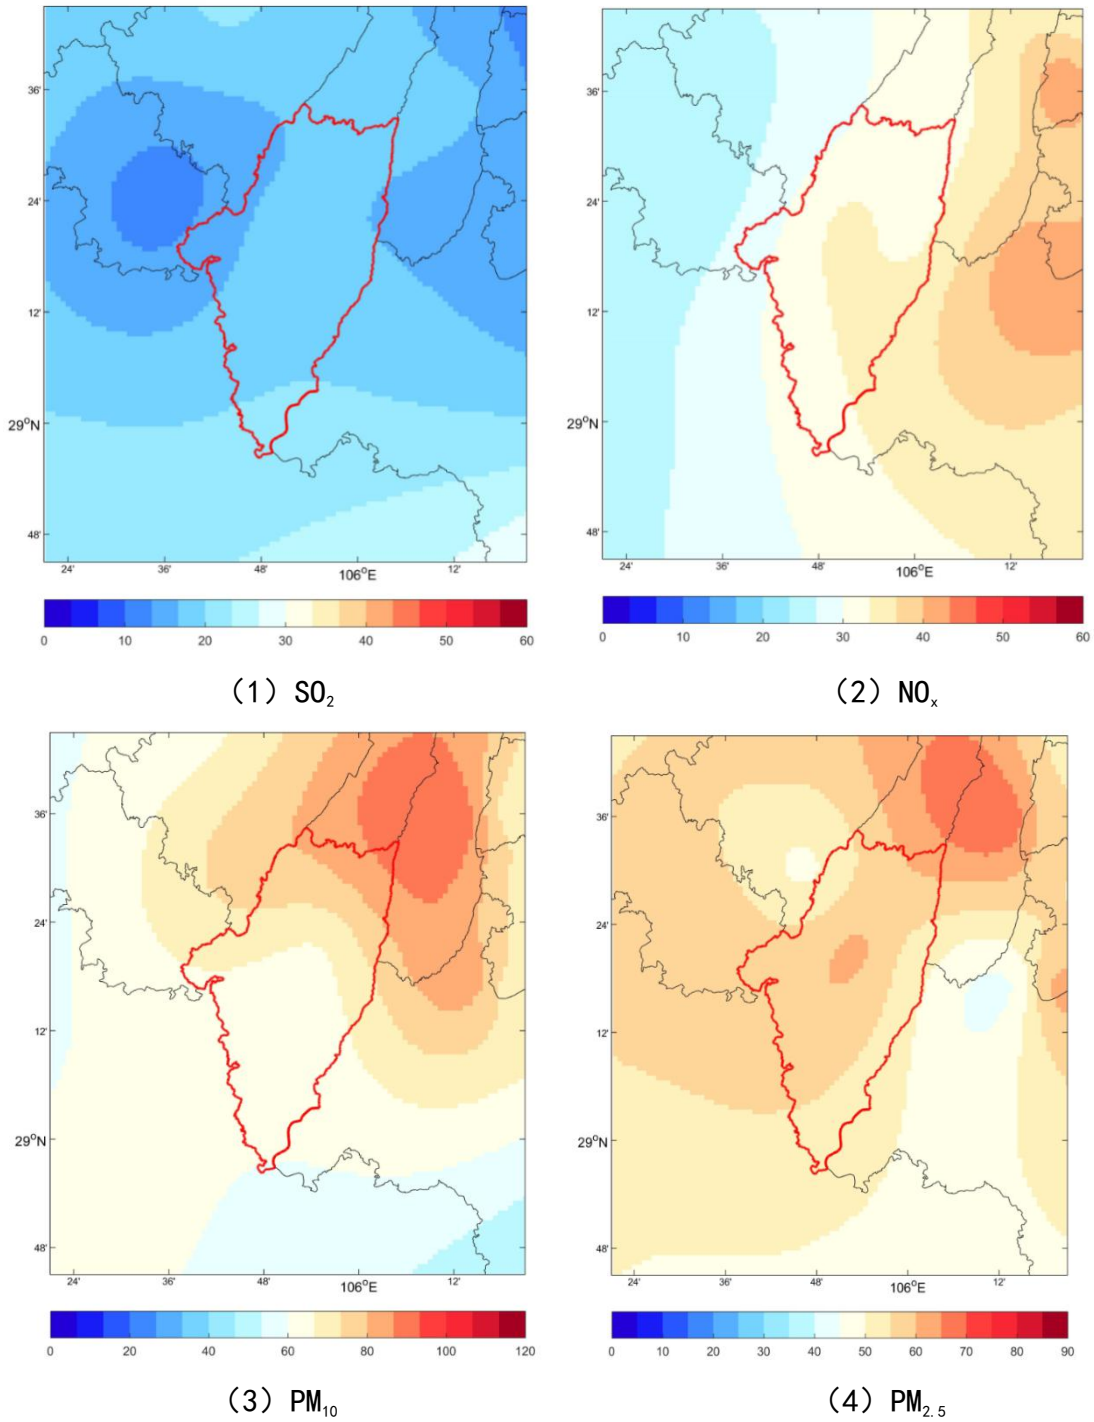 36'
24'
12'
29°N
48'
24' 36' 48' 106°E 12'
0 10 20 30 40 50 60
（1）SO₂
36'
24'
12'
29°N
48'
24' 36' 48' 106°E 12'
0 10 20 30 40 50 60
（2）NOₓ
36'
24'
12'
29°N
48'
24' 36' 48' 106°E 12'
0 20 40 60 80 100 120
（3）PM₁₀
36'
24'
12'
29°N
48'
24' 36' 48' 106°E 12'
0 10 20 30 40 50 60 70 80 90
（4）PM₂.₅